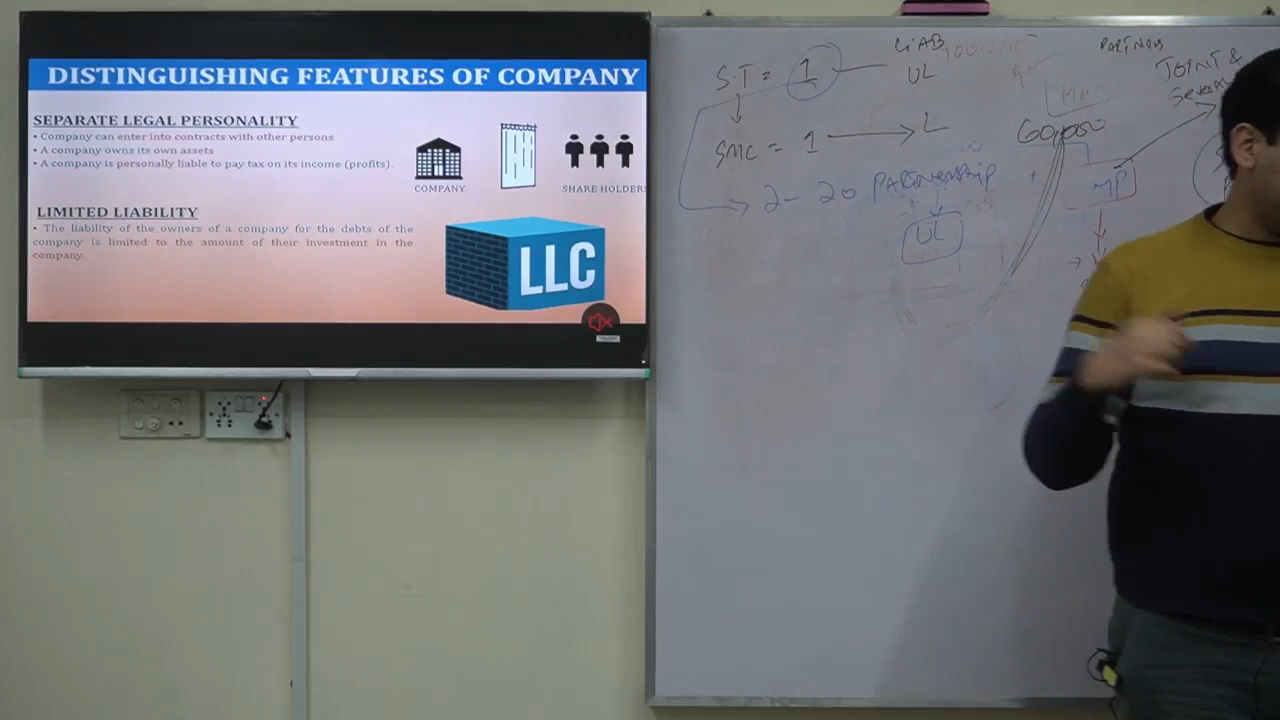 DISTINGUISHING FEATURES OF COMPANY
SEPARATE LEGAL PERSONALITY
• Company can enter into contracts with other persons
• A company owns its own assets
• A company is personally liable to pay tax on its income (profits).
COMPANY
SHARE HOLDERS
LIMITED LIABILITY
• The liability of the owners of a company for the debts of the
company is limited to the amount of their investment in the
company.
LLC
LIAB
PARTNERS
S.T = 1
UL
JOINT &
SMC = 1
L
60,000
2 - 20 PARTNERSHIP
UL